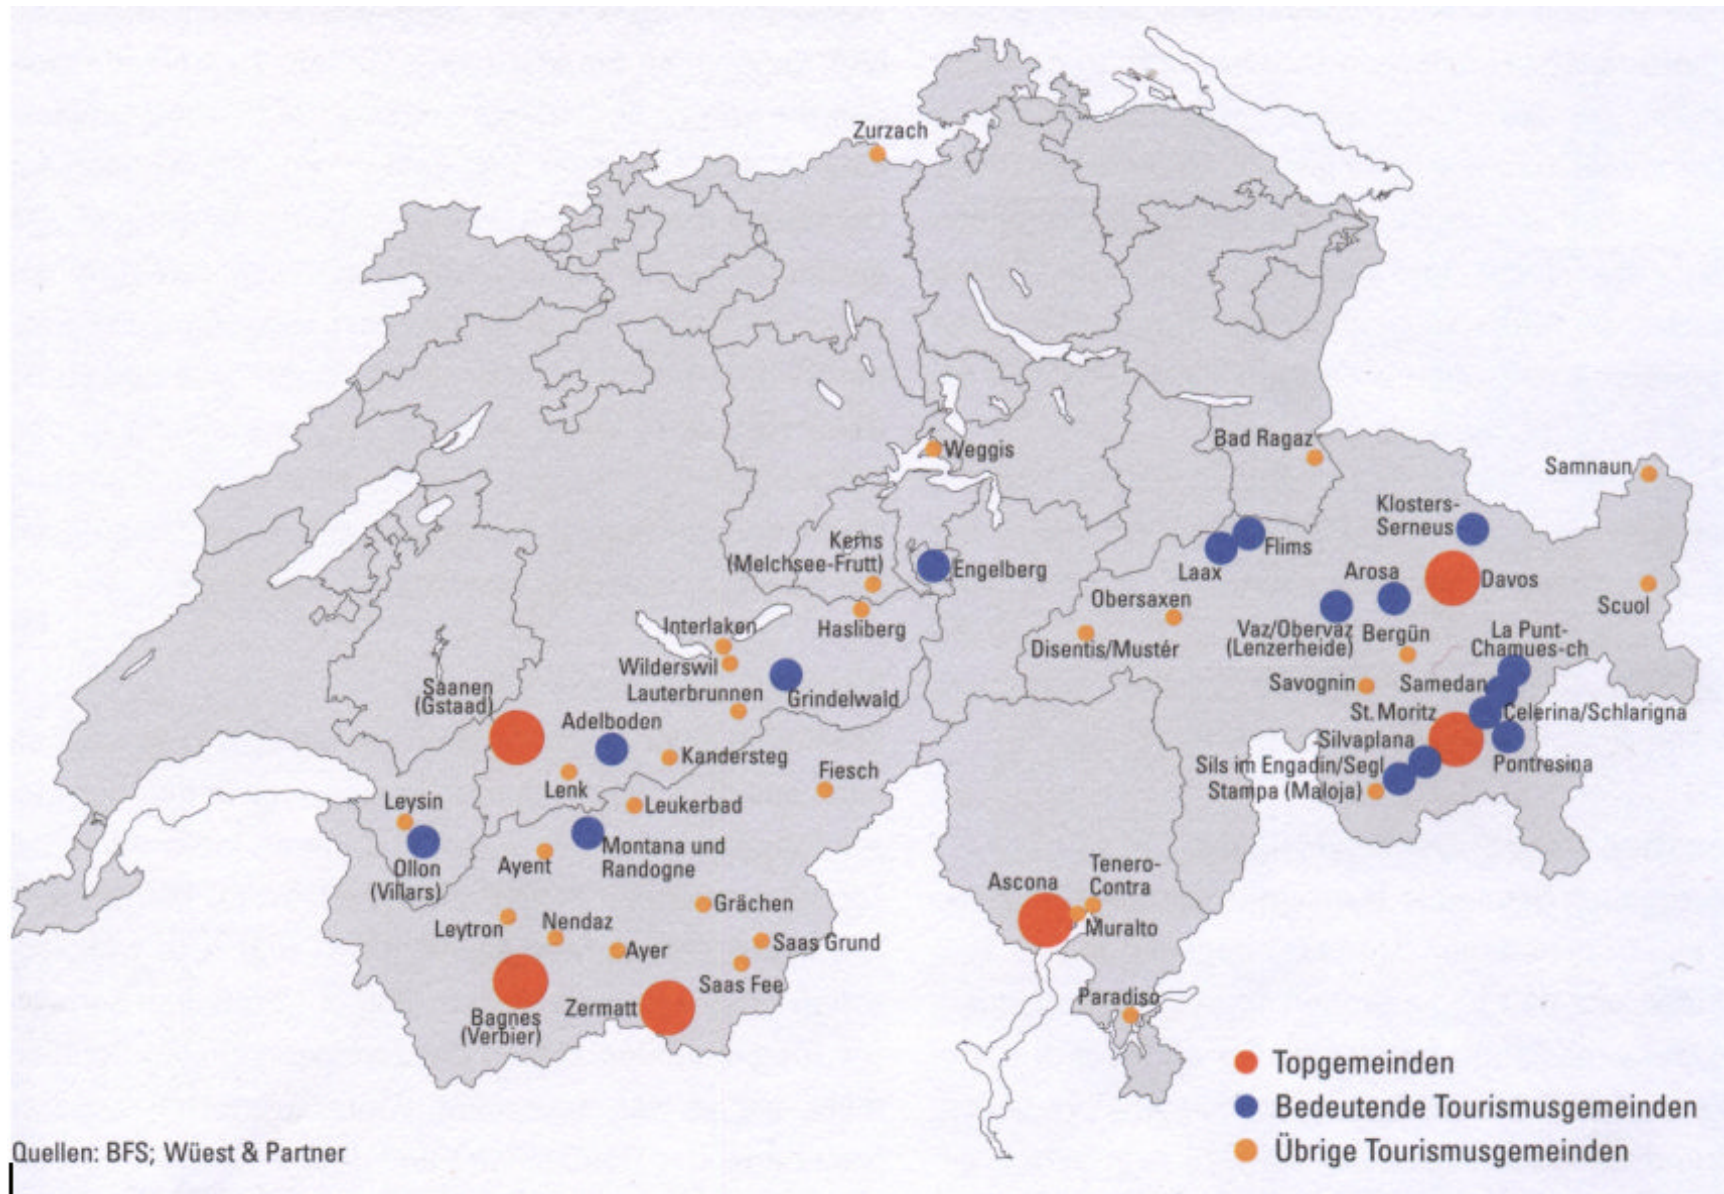 Zurzach
Weggis
Bad Ragaz
Samnaun
Klosters-
Serneus
Kerns
(Melchsee-Frutt)
Engelberg
Flims
Laax
Arosa
Davos
Scuol
Obersaxen
Interlaken
Hasliberg
Vaz/Obervaz
(Lenzerheide)
Bergün
La Punt-
Chamues-ch
Disentis/Mustér
Wilderswil
Lauterbrunnen
Grindelwald
Savognin
Samedan
Saanen
(Gstaad)
Adelboden
St. Moritz
Celerina/Schlarigna
Silvaplana
Kandersteg
Pontresina
Sils im Engadin/Segl
Stampa (Maloja)
Fiesch
Lenk
Leysin
Leukerbad
Ollon
(Villars)
Ayent
Montana und
Randogne
Tenero-
Contra
Ascona
Grächen
Muralto
Leytron
Nendaz
Ayer
Saas Grund
Saas Fee
Zermatt
Bagnes
(Verbier)
Paradiso
Topgemeinden
Bedeutende Tourismusgemeinden
Übrige Tourismusgemeinden
Quellen: BFS; Wüest & Partner